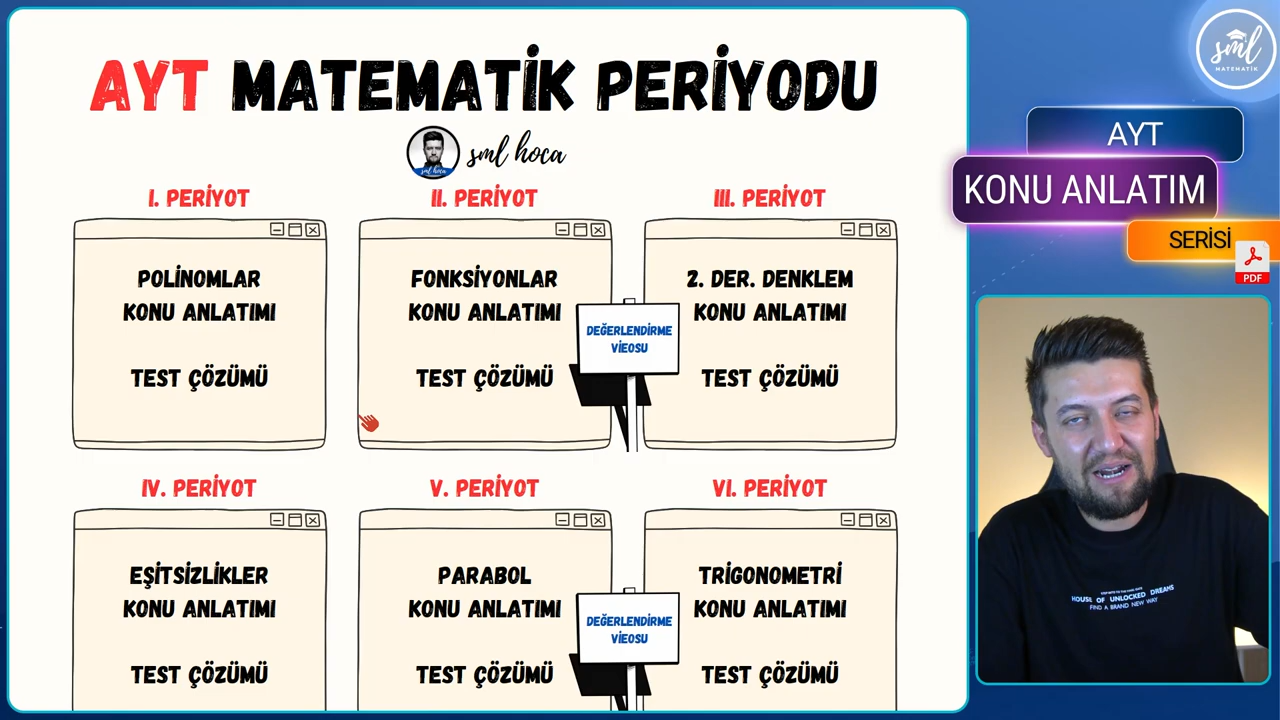 AYT MATEMATİK PERİYODU
sml hoca
sml hoca
I. PERİYOT
POLİNOMLAR
KONU ANLATIMI
TEST ÇÖZÜMÜ
II. PERİYOT
FONKSİYONLAR
KONU ANLATIMI
TEST ÇÖZÜMÜ
DEĞERLENDİRME
VİEOSU
III. PERİYOT
2. DER. DENKLEM
KONU ANLATIMI
TEST ÇÖZÜMÜ
IV. PERİYOT
EŞİTSİZLİKLER
KONU ANLATIMI
TEST ÇÖZÜMÜ
V. PERİYOT
PARABOL
KONU ANLATIMI
TEST ÇÖZÜMÜ
DEĞERLENDİRME
VİEOSU
VI. PERİYOT
TRİGONOMETRİ
KONU ANLATIMI
TEST ÇÖZÜMÜ
sml
MATEMATİK
AYT
KONU ANLATIM
SERİSİ
PDF
HOUSE OF UNLOCKED DREAMS
FIND A BRAND NEW WAY